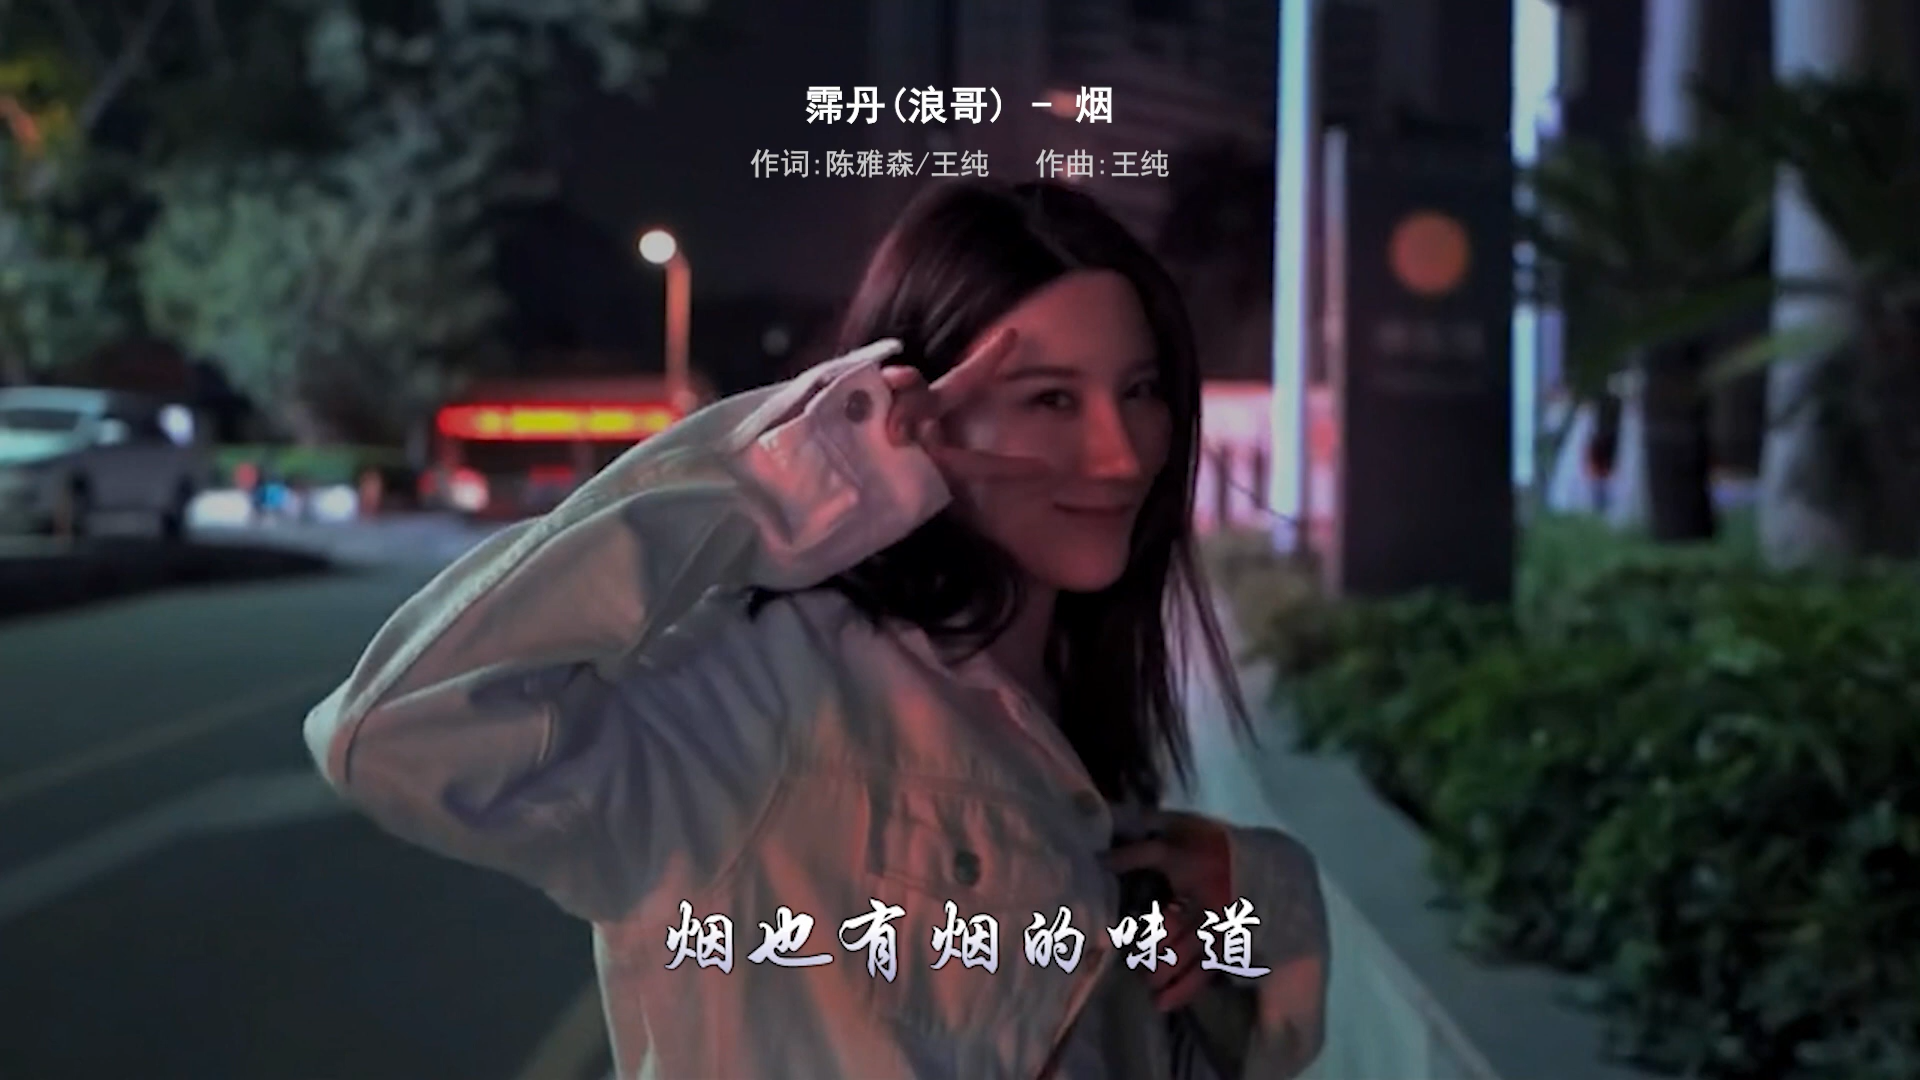 霈丹(浪哥) - 烟
作词:陈雅森/王纯 作曲:王纯
烟也有烟的味道